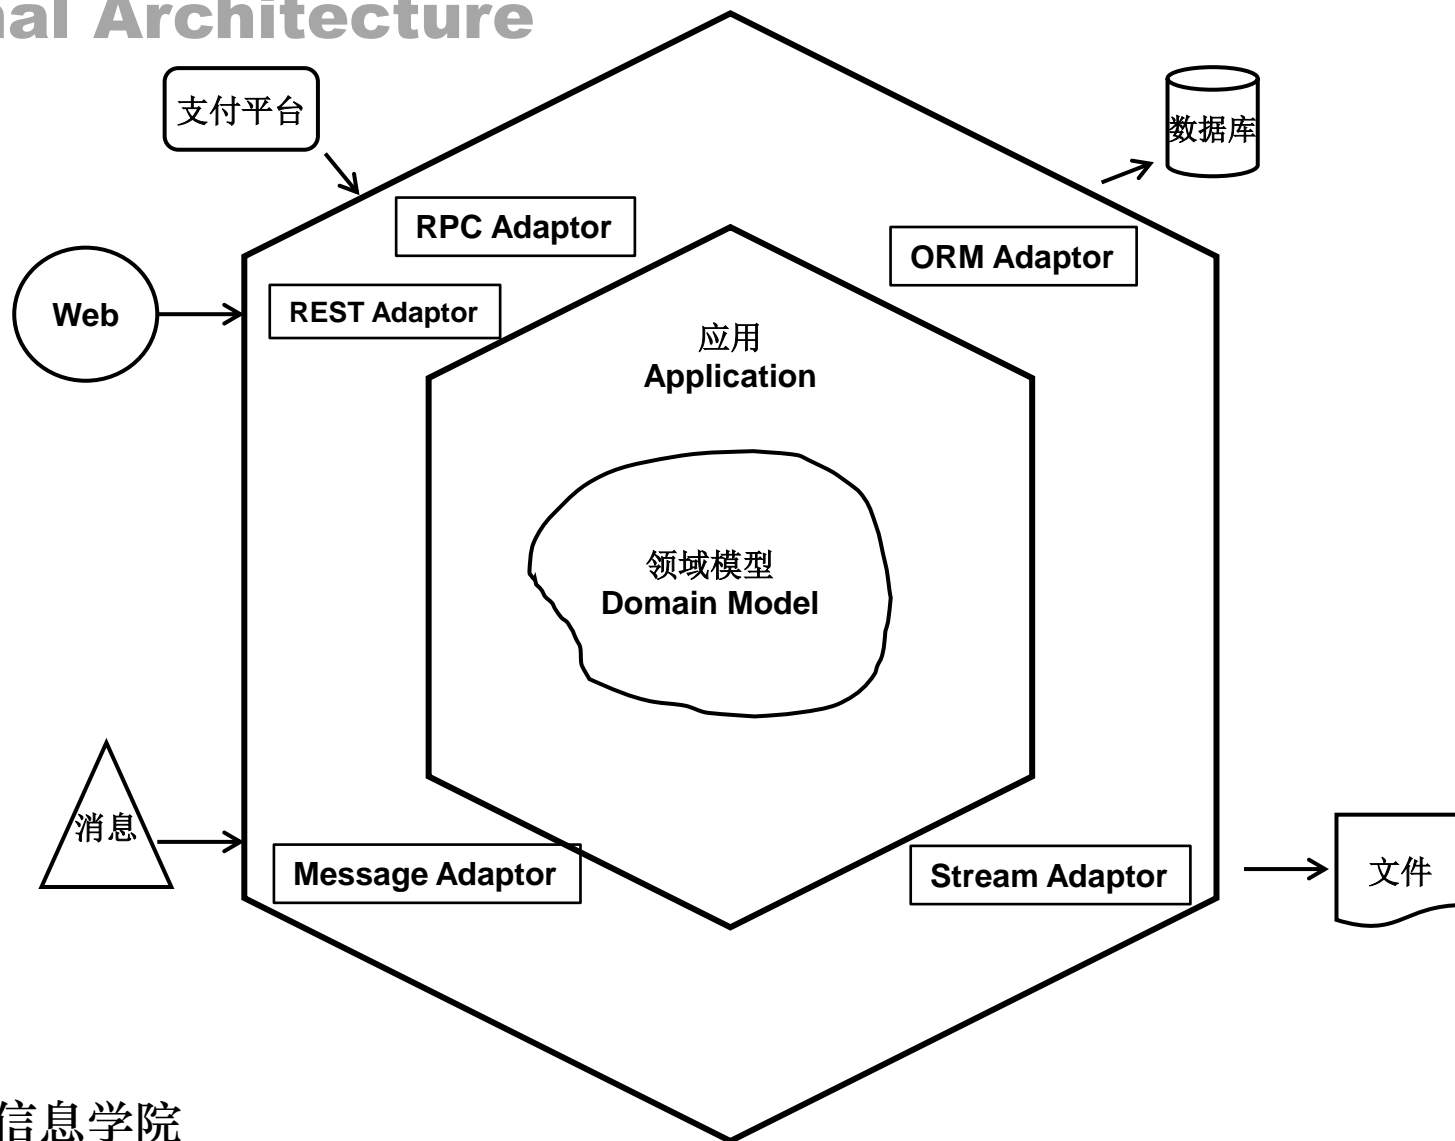 nal Architecture
支付平台
数据库
RPC Adaptor
ORM Adaptor
Web
REST Adaptor
应用
Application
领域模型
Domain Model
消息
Message Adaptor
Stream Adaptor
文件
信息学院